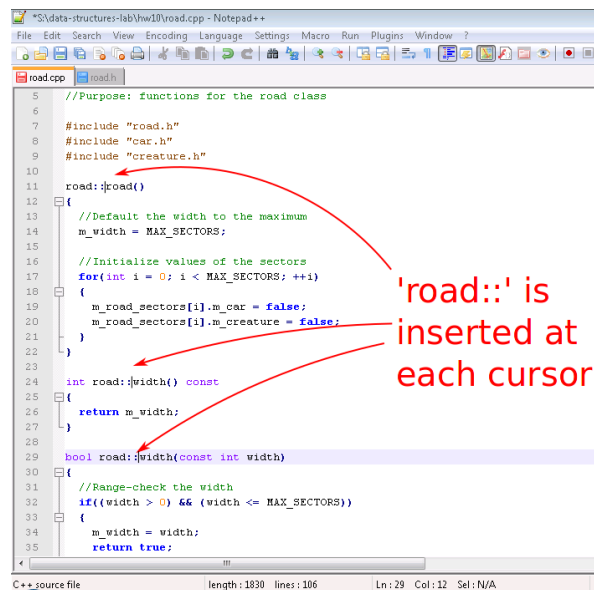 *S:\data-structures-lab\hw10\road.cpp - Notepad++
File Edit Search View Encoding Language Settings Macro Run Plugins Window ?
road.cpp road.h
5 //Purpose: functions for the road class
6
7 #include "road.h"
8 #include "car.h"
9 #include "creature.h"
10
11 road::road()
12 {
13 //Default the width to the maximum
14 m_width = MAX_SECTORS;
15
16 //Initialize values of the sectors
17 for(int i = 0; i < MAX_SECTORS; ++i)
18 {
19 m_road_sectors[i].m_car = false;
20 m_road_sectors[i].m_creature = false;
21 }
22 }
23
24 int road::width() const
25 {
26 return m_width;
27 }
28
29 bool road::width(const int width)
30 {
31 //Range-check the width
32 if((width > 0) && (width <= MAX_SECTORS))
33 {
34 m_width = width;
35 return true;
'road::' is
inserted at
each cursor
C++ source file length : 1830 lines : 106 Ln : 29 Col : 12 Sel : N/A